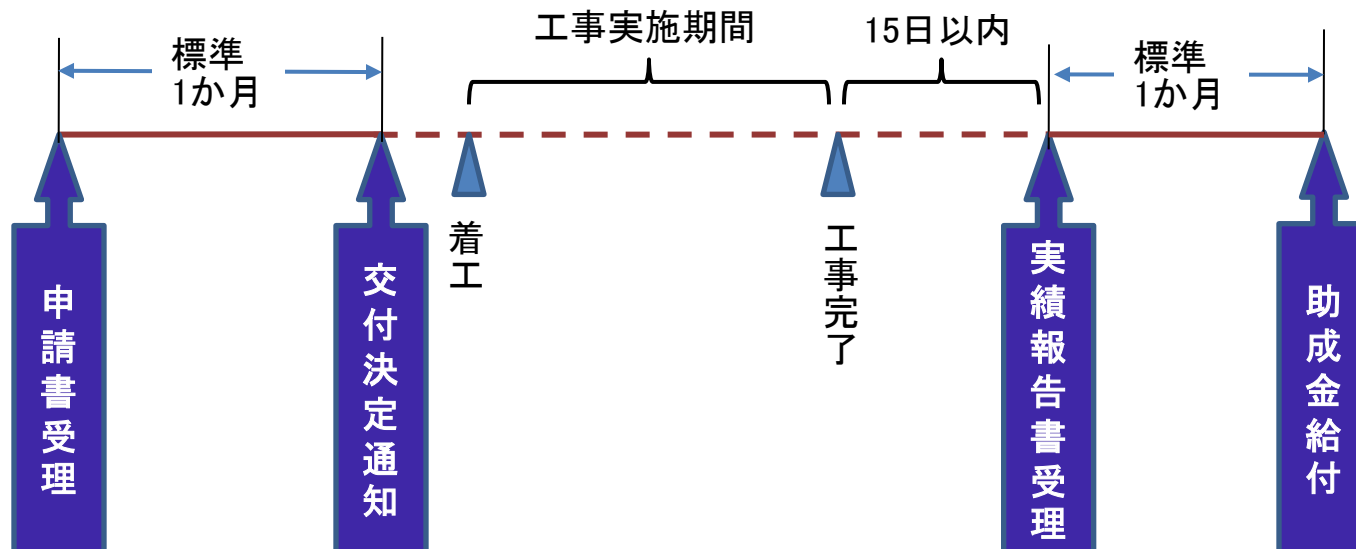 標準
1か月
工事実施期間
15日以内
標準
1か月
申請書受理
交付決定通知
着工
工事完了
実績報告書受理
助成金給付